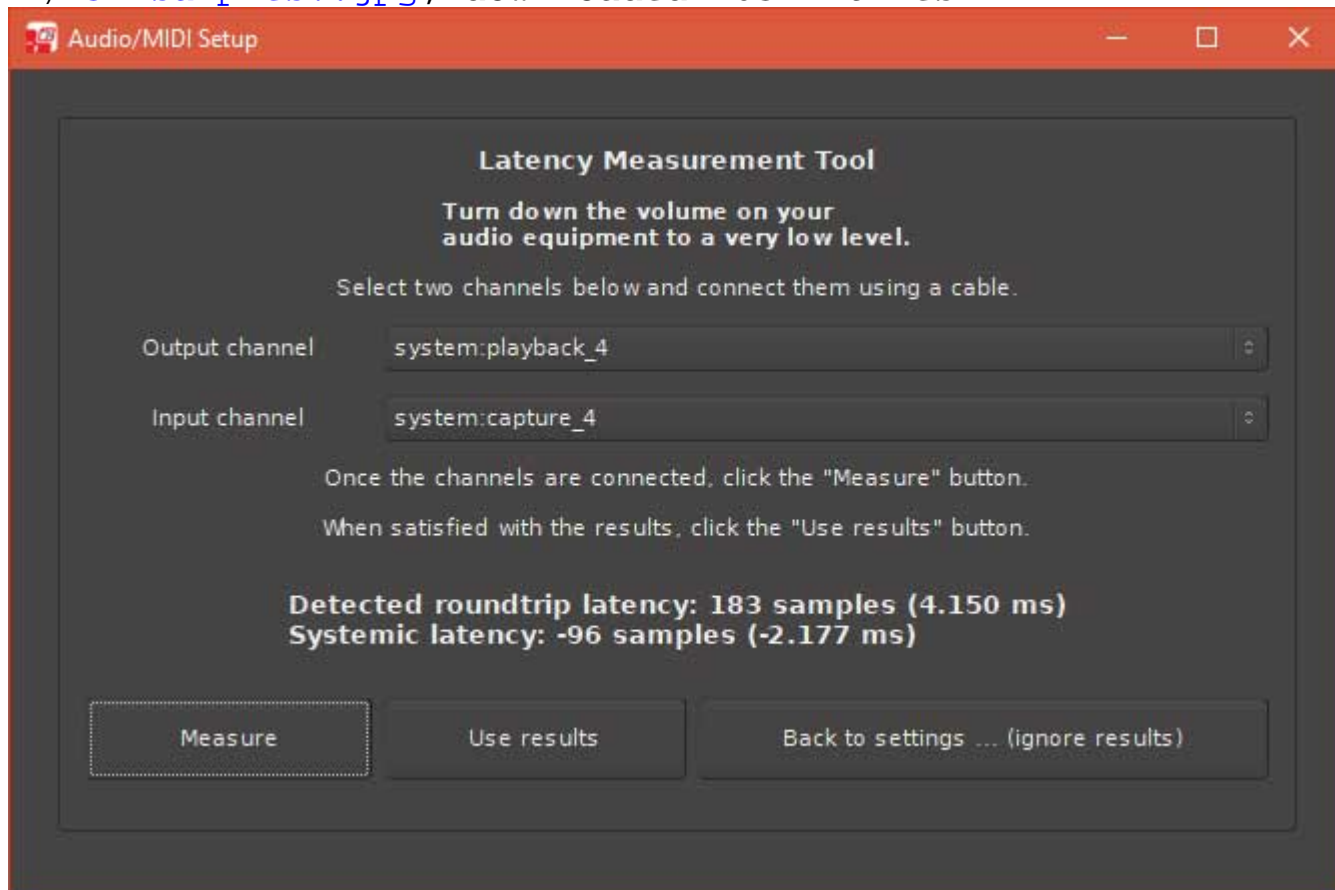 Audio/MIDI Setup
Latency Measurement Tool
Turn down the volume on your
audio equipment to a very low level.
Select two channels below and connect them using a cable.
Output channel system:playback_4
Input channel system:capture_4
Once the channels are connected, click the "Measure" button.
When satisfied with the results, click the "Use results" button.
Detected roundtrip latency: 183 samples (4.150 ms)
Systemic latency: -96 samples (-2.177 ms)
Measure Use results Back to settings ... (ignore results)